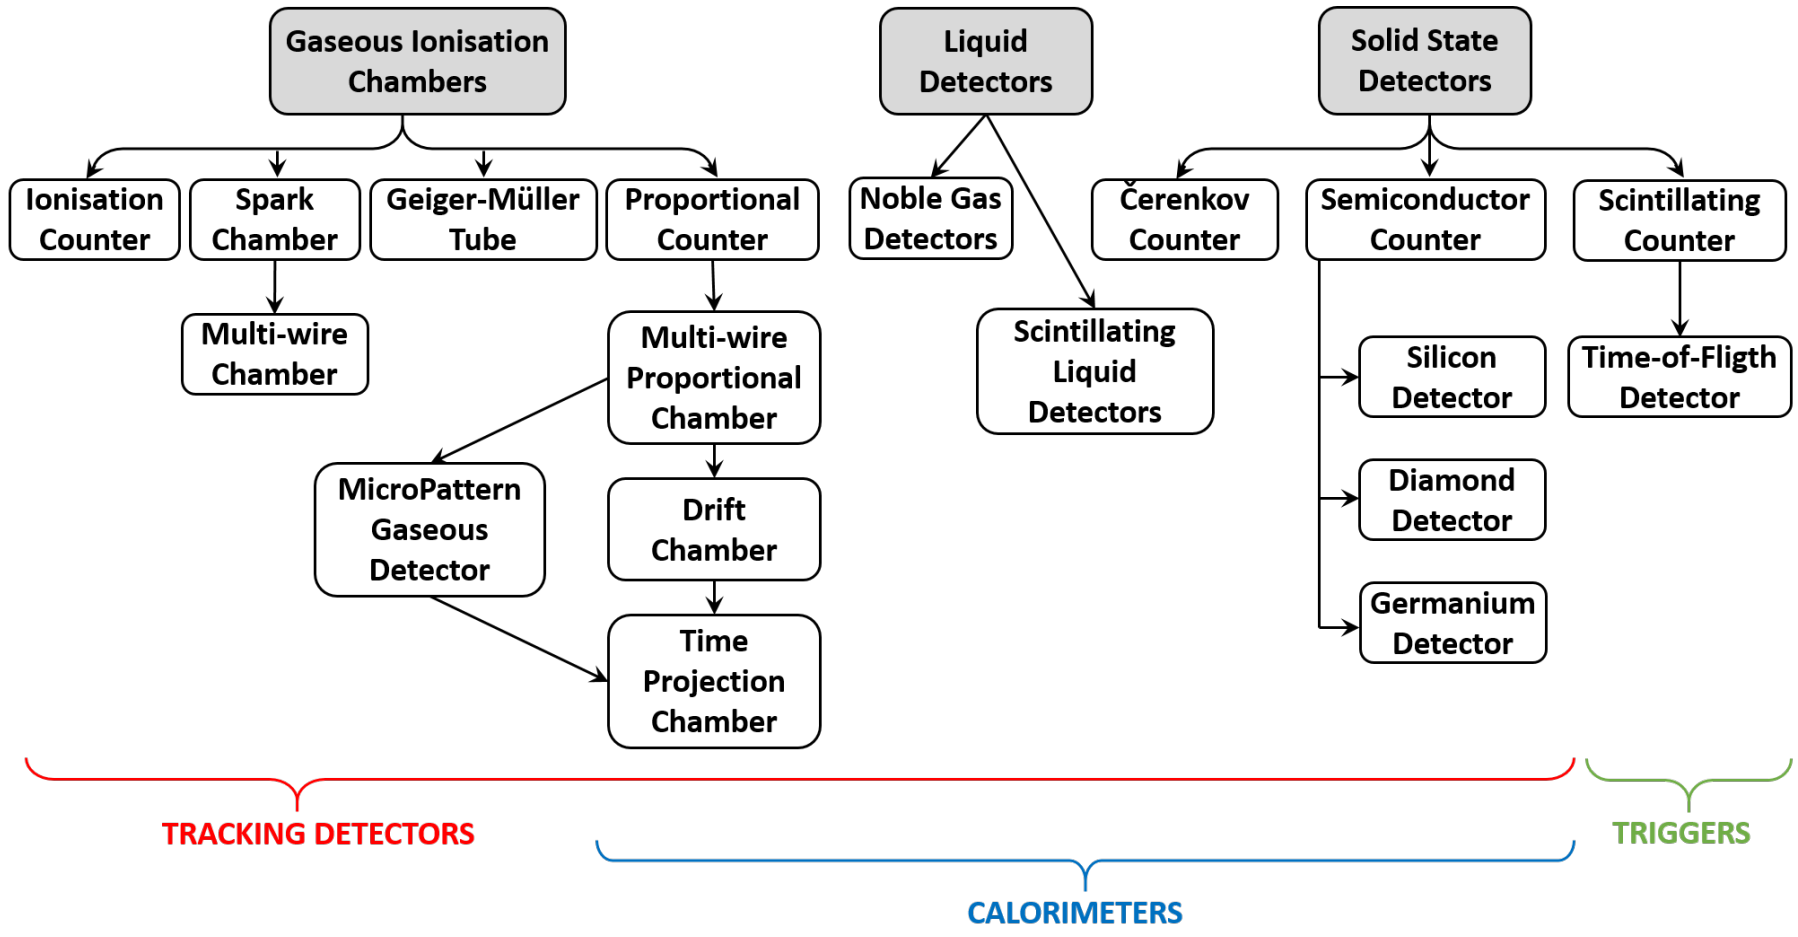 Gaseous Ionisation
Chambers
Liquid
Detectors
Solid State
Detectors
Ionisation
Counter
Spark
Chamber
Geiger-Müller
Tube
Proportional
Counter
Noble Gas
Detectors
Čerenkov
Counter
Semiconductor
Counter
Scintillating
Counter
Multi-wire
Chamber
Multi-wire
Proportional
Chamber
Scintillating
Liquid
Detectors
Silicon
Detector
Time-of-Fligth
Detector
MicroPattern
Gaseous
Detector
Drift
Chamber
Diamond
Detector
Time
Projection
Chamber
Germanium
Detector
TRACKING DETECTORS
TRIGGERS
CALORIMETERS